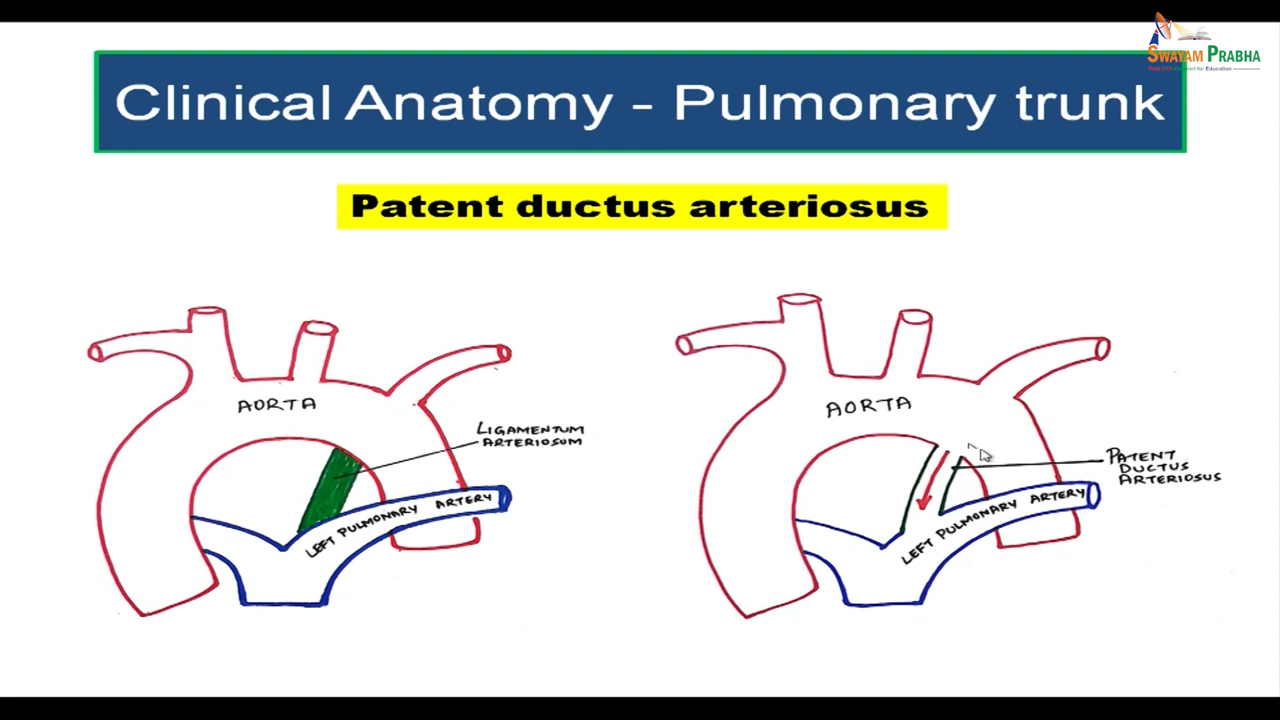 SWAYAM PRABHA
Clinical Anatomy - Pulmonary trunk
Patent ductus arteriosus
AORTA
LIGAMENTUM
ARTERIOSUM
LEFT PULMONARY ARTERY
AORTA
PATENT
DUCTUS
ARTERIOSUS
LEFT PULMONARY ARTERY